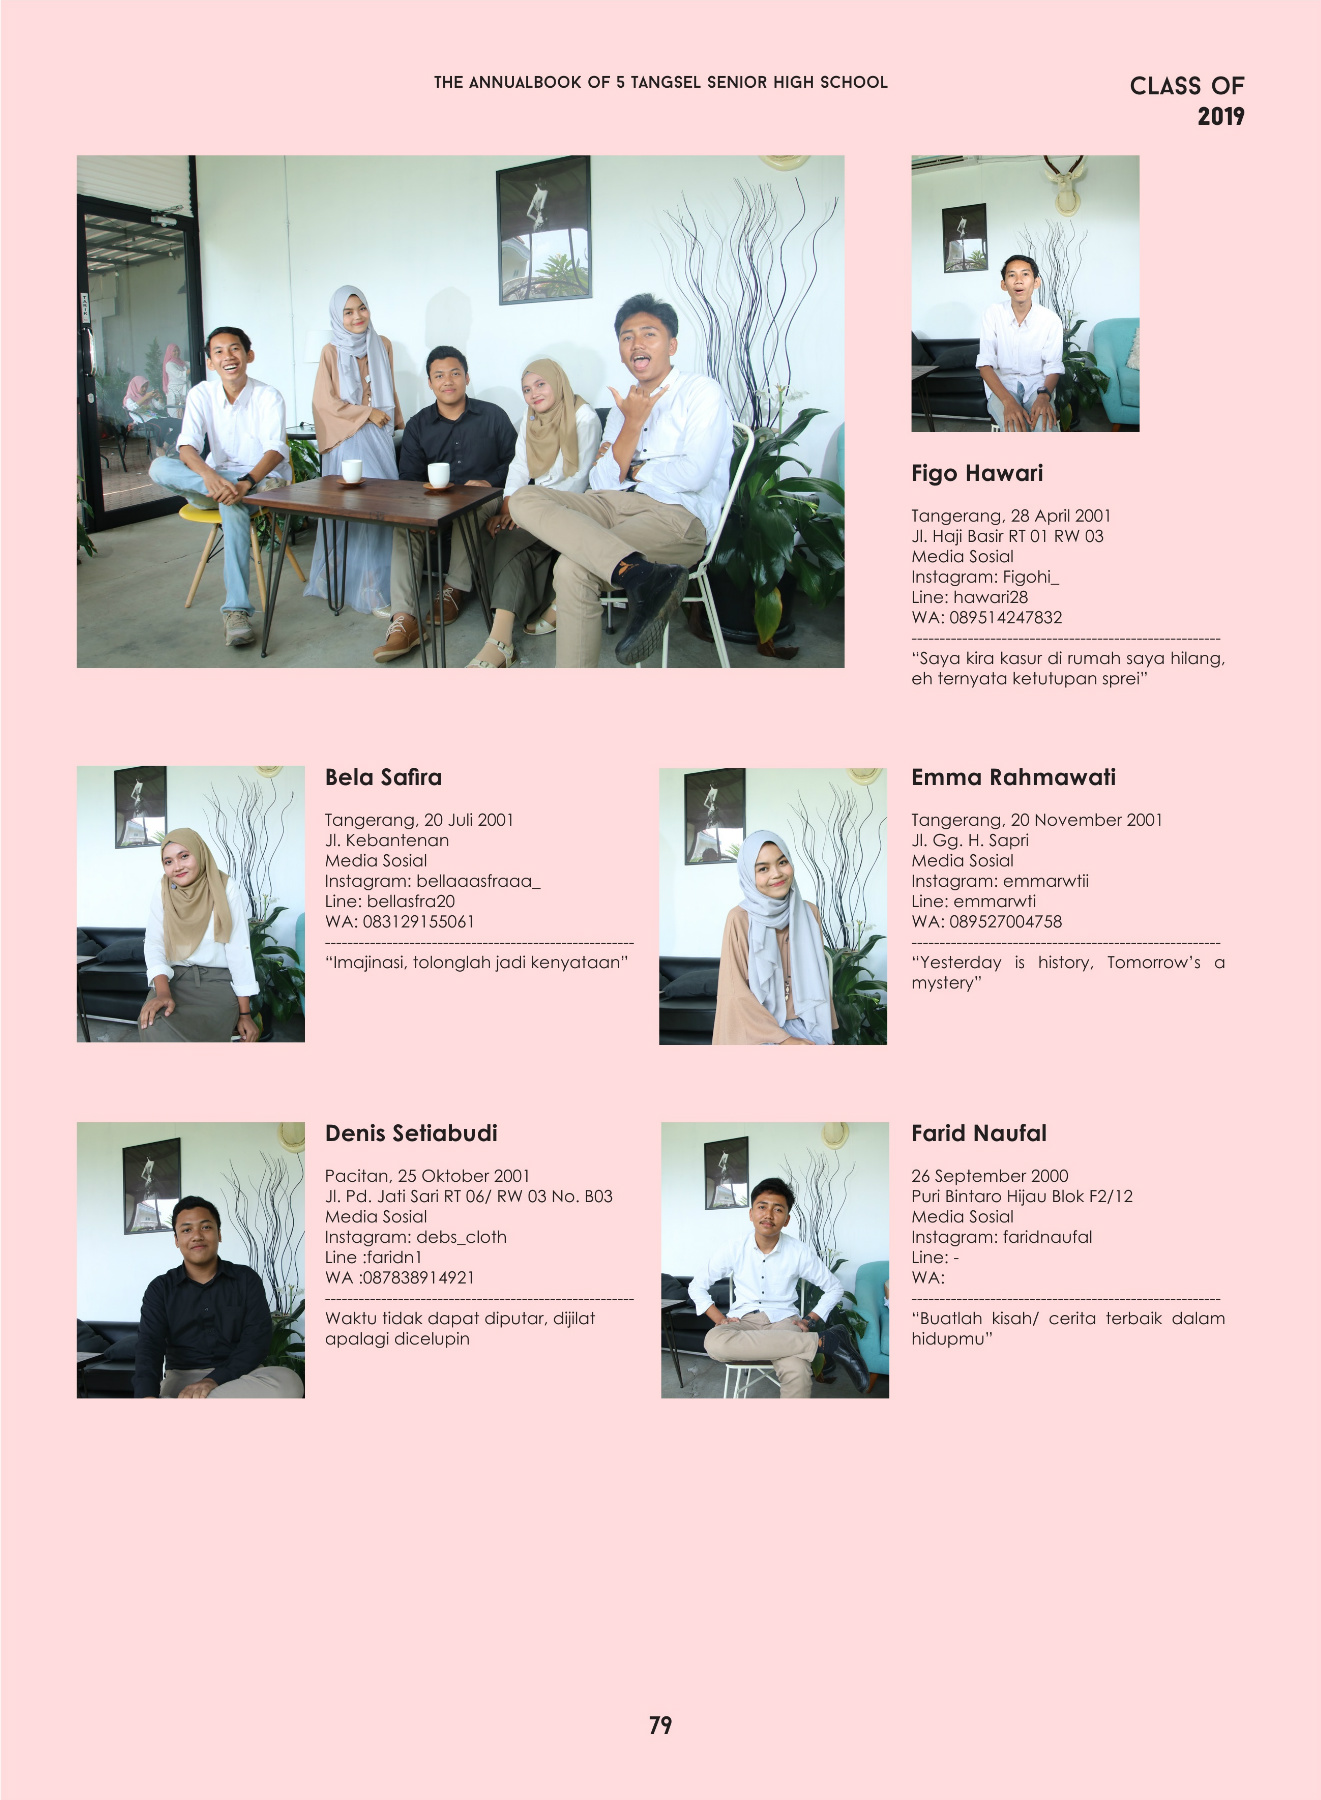 THE ANNUALBOOK OF 5 TANGSEL SENIOR HIGH SCHOOL
CLASS OF
2019
Figo Hawari
Tangerang, 28 April 2001
Jl. Haji Basir RT 01 RW 03
Media Sosial
Instagram: Figohi_
Line: hawari28
WA: 089514247832
“Saya kira kasur di rumah saya hilang,
eh ternyata ketutupan sprei”
Bela Safira
Tangerang, 20 Juli 2001
Jl. Kebantenan
Media Sosial
Instagram: bellaaasfraaa_
Line: bellasfra20
WA: 083129155061
“Imajinasi, tolonglah jadi kenyataan”
Emma Rahmawati
Tangerang, 20 November 2001
Jl. Gg. H. Sapri
Media Sosial
Instagram: emmarwtii
Line: emmarwti
WA: 089527004758
“Yesterday is history, Tomorrow’s a
mystery”
Denis Setiabudi
Pacitan, 25 Oktober 2001
Jl. Pd. Jati Sari RT 06/ RW 03 No. B03
Media Sosial
Instagram: debs_cloth
Line :faridn1
WA :087838914921
Waktu tidak dapat diputar, dijilat
apalagi dicelupin
Farid Naufal
26 September 2000
Puri Bintaro Hijau Blok F2/12
Media Sosial
Instagram: faridnaufal
Line: -
WA:
“Buatlah kisah/ cerita terbaik dalam
hidupmu”
79